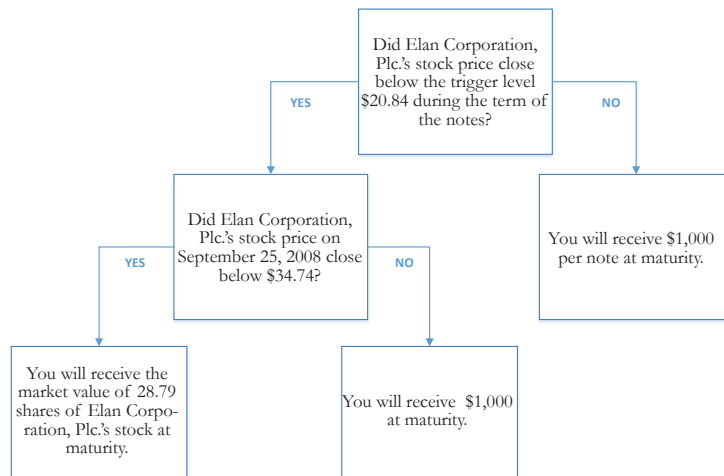 Did Elan Corporation,
Plc.'s stock price close
below the trigger level
$20.84 during the term of
the notes?
YES
NO
Did Elan Corporation,
Plc.'s stock price on
September 25, 2008 close
below $34.74?
You will receive $1,000
per note at maturity.
YES
NO
You will receive the
market value of 28.79
shares of Elan Corpo-
ration, Plc.'s stock at
maturity.
You will receive $1,000
at maturity.